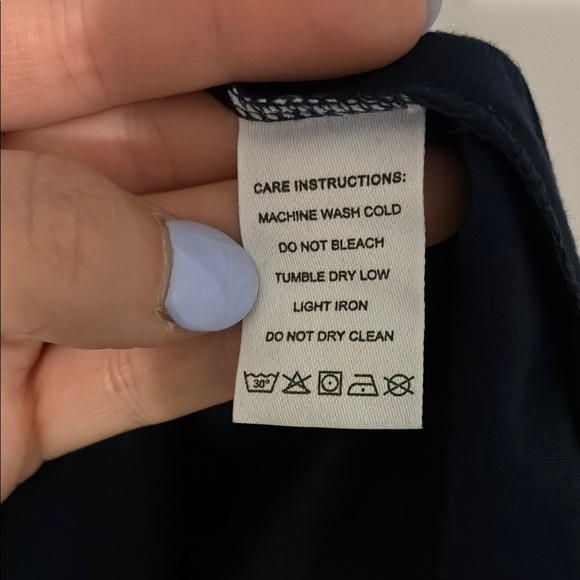 CARE INSTRUCTIONS:
MACHINE WASH COLD
DO NOT BLEACH
TUMBLE DRY LOW
LIGHT IRON
DO NOT DRY CLEAN
30°